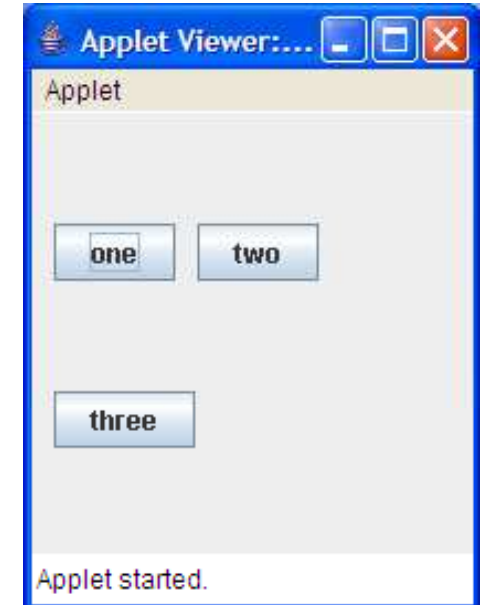 Applet Viewer:...
Applet
one two
three
Applet started.